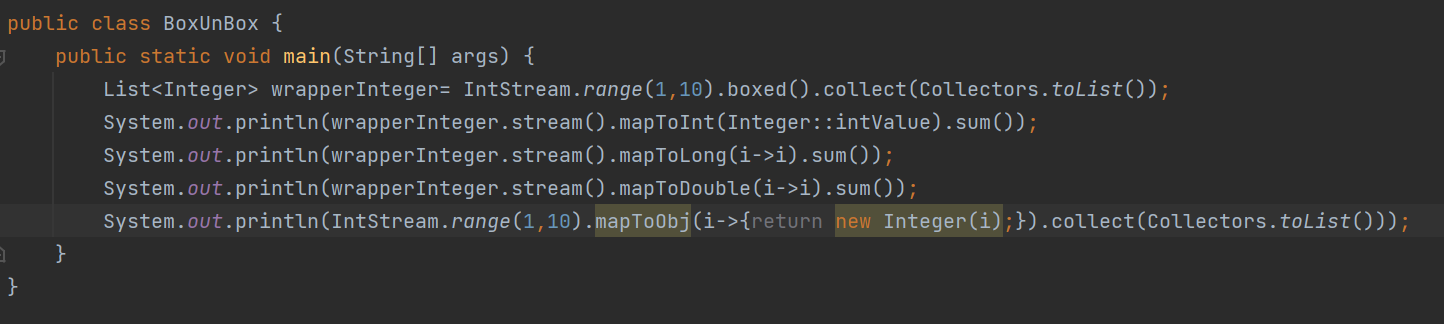 public class BoxUnBox {
    public static void main(String[] args) {
        List<Integer> wrapperInteger= IntStream.range(1,10).boxed().collect(Collectors.toList());
        System.out.println(wrapperInteger.stream().mapToInt(Integer::intValue).sum());
        System.out.println(wrapperInteger.stream().mapToLong(i->i).sum());
        System.out.println(wrapperInteger.stream().mapToDouble(i->i).sum());
        System.out.println(IntStream.range(1,10).mapToObj(i->{return new Integer(i);}).collect(Collectors.toList()));
    }
}